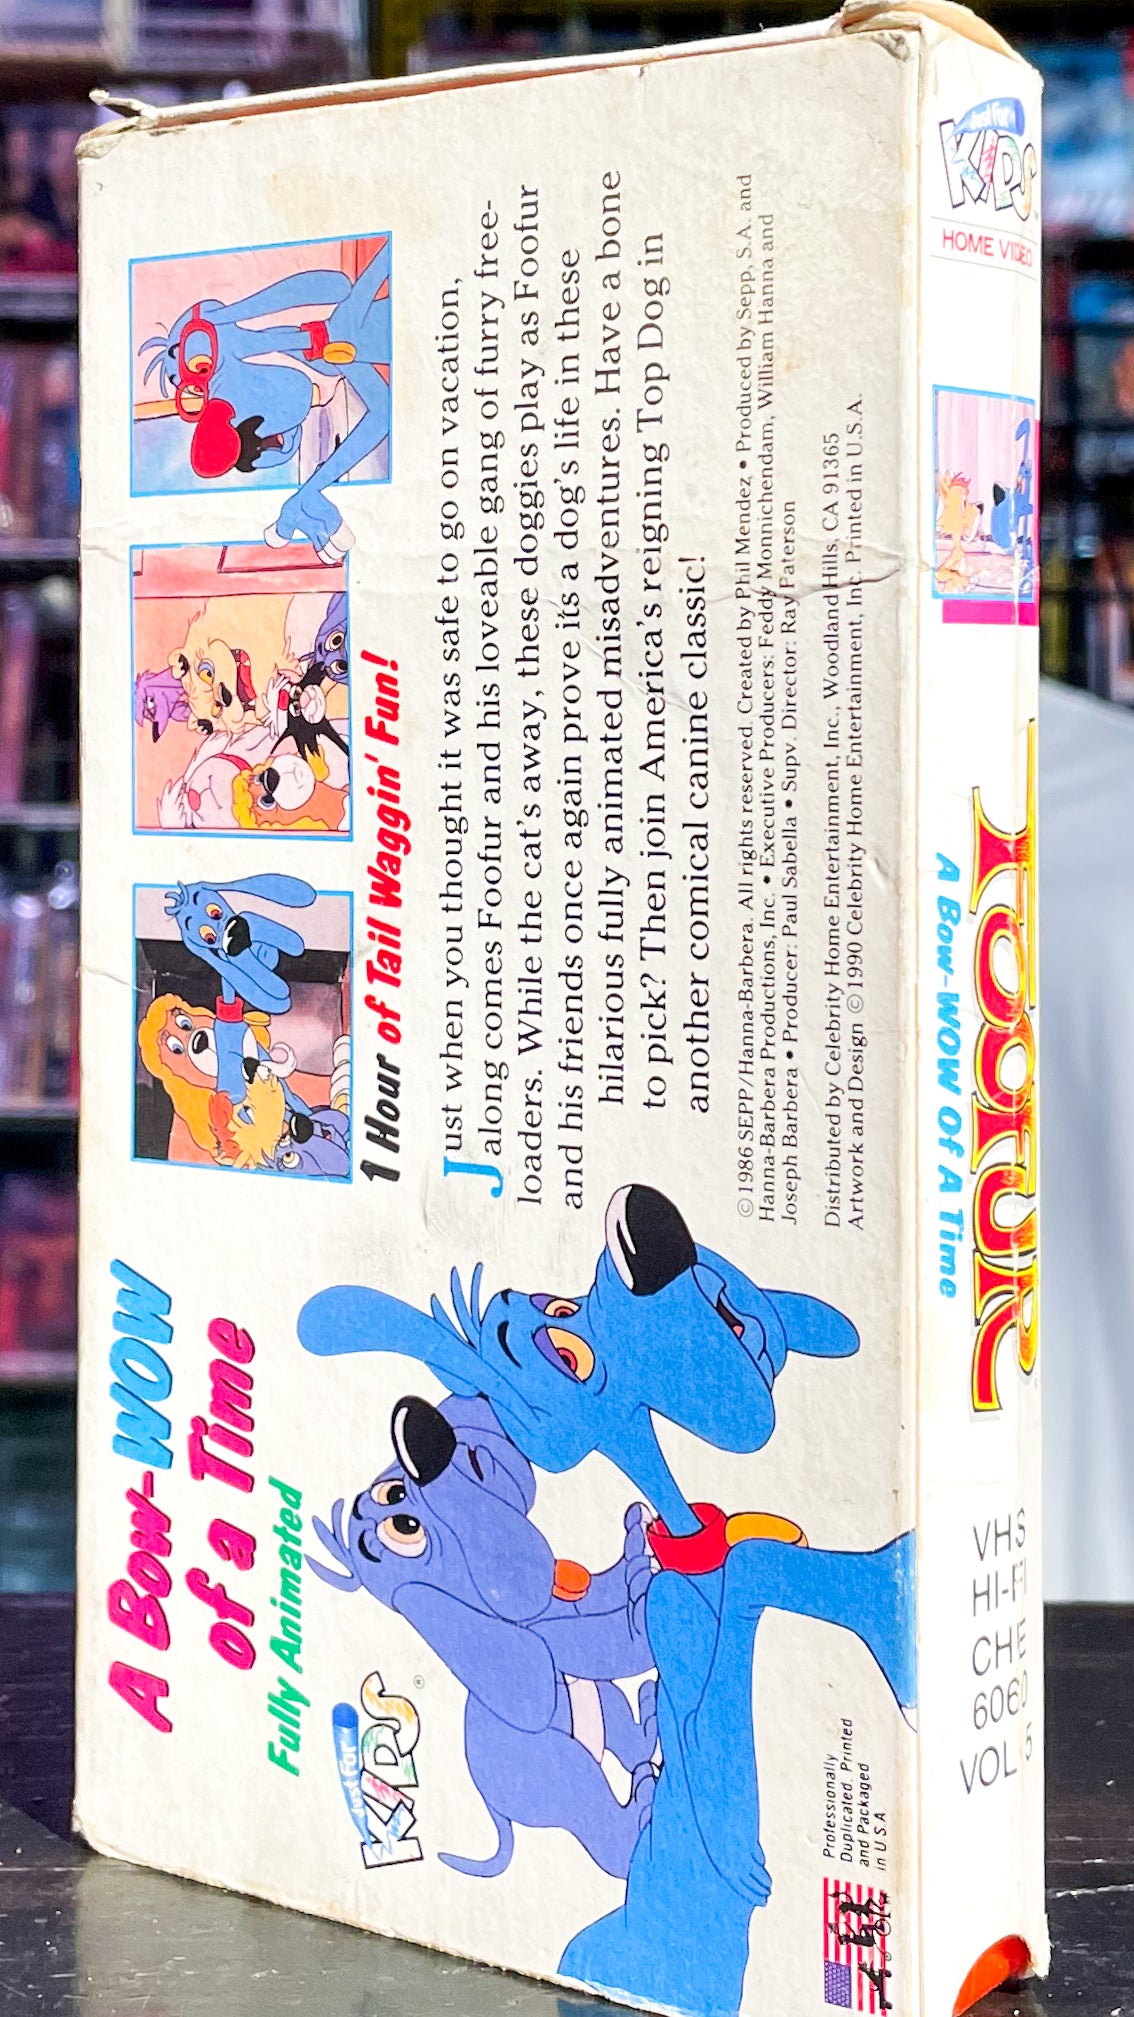 A Bow-WOW
of a Time
Fully Animated
Just For
KIDS
1 Hour of Tail Waggin' Fun!
Just when you thought it was safe to go on vacation,
along comes Foofur and his loveable gang of furry free-
loaders. While the cat's away, these doggies play as Foofur
and his friends once again prove it's a dog's life in these
hilarious fully animated misadventures. Have a bone
to pick? Then join America's reigning Top Dog in
another comical canine classic!
©1986 SEPP/Hanna-Barbera. All rights reserved. Created by Phil Mendez • Produced by Sepp, S.A. and
Hanna-Barbera Productions, Inc. • Executive Producers: Feddy Monnichendam, William Hanna and
Joseph Barbera • Producer: Paul Sabella • Supv. Director: Ray Paterson
Distributed by Celebrity Home Entertainment, Inc., Woodland Hills, CA 91365
Artwork and Design ©1990 Celebrity Home Entertainment, Inc. Printed in U.S.A.
Professionally
Duplicated, Printed
and Packaged
in U S A
Just For
KIDS
HOME VIDEO
FOOFUR
A Bow-WOW Of A Time
VHS
HI-FI
CHE
6060
VOL 5